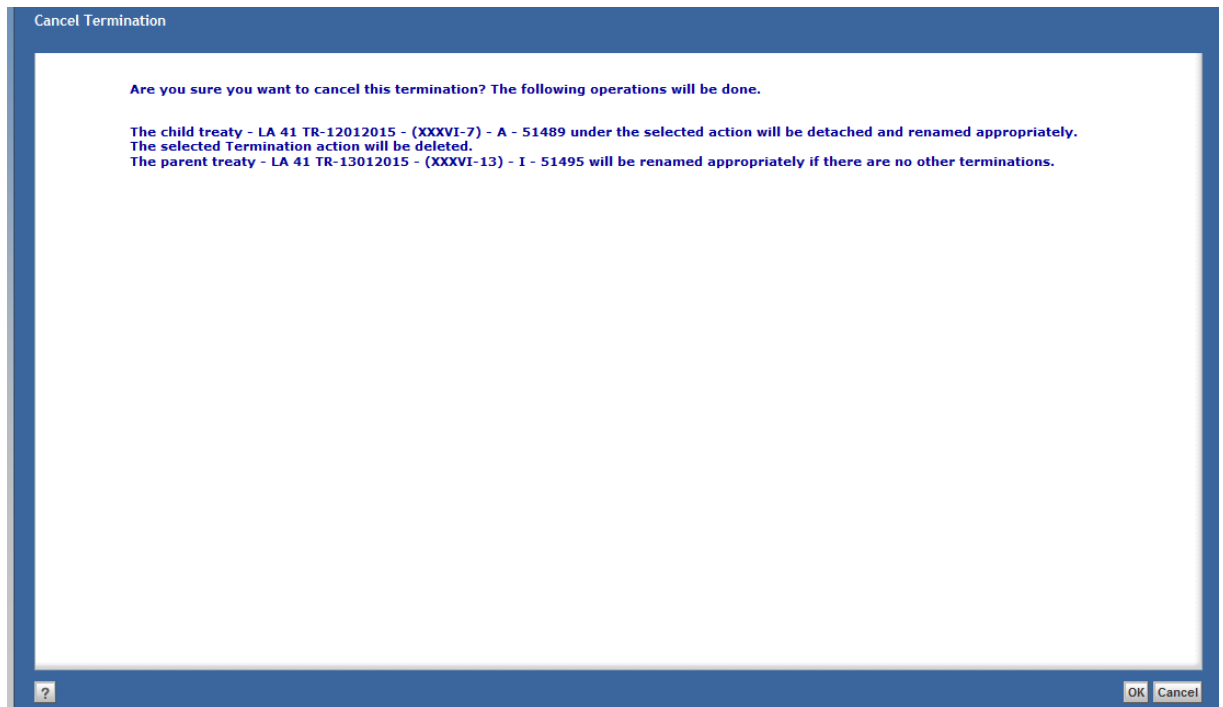 Cancel Termination
Are you sure you want to cancel this termination? The following operations will be done.
The child treaty - LA 41 TR-12012015 - (XXXVI-7) - A - 51489 under the selected action will be detached and renamed appropriately.
The selected Termination action will be deleted.
The parent treaty - LA 41 TR-13012015 - (XXXVI-13) - I - 51495 will be renamed appropriately if there are no other terminations.
?
OK Cancel